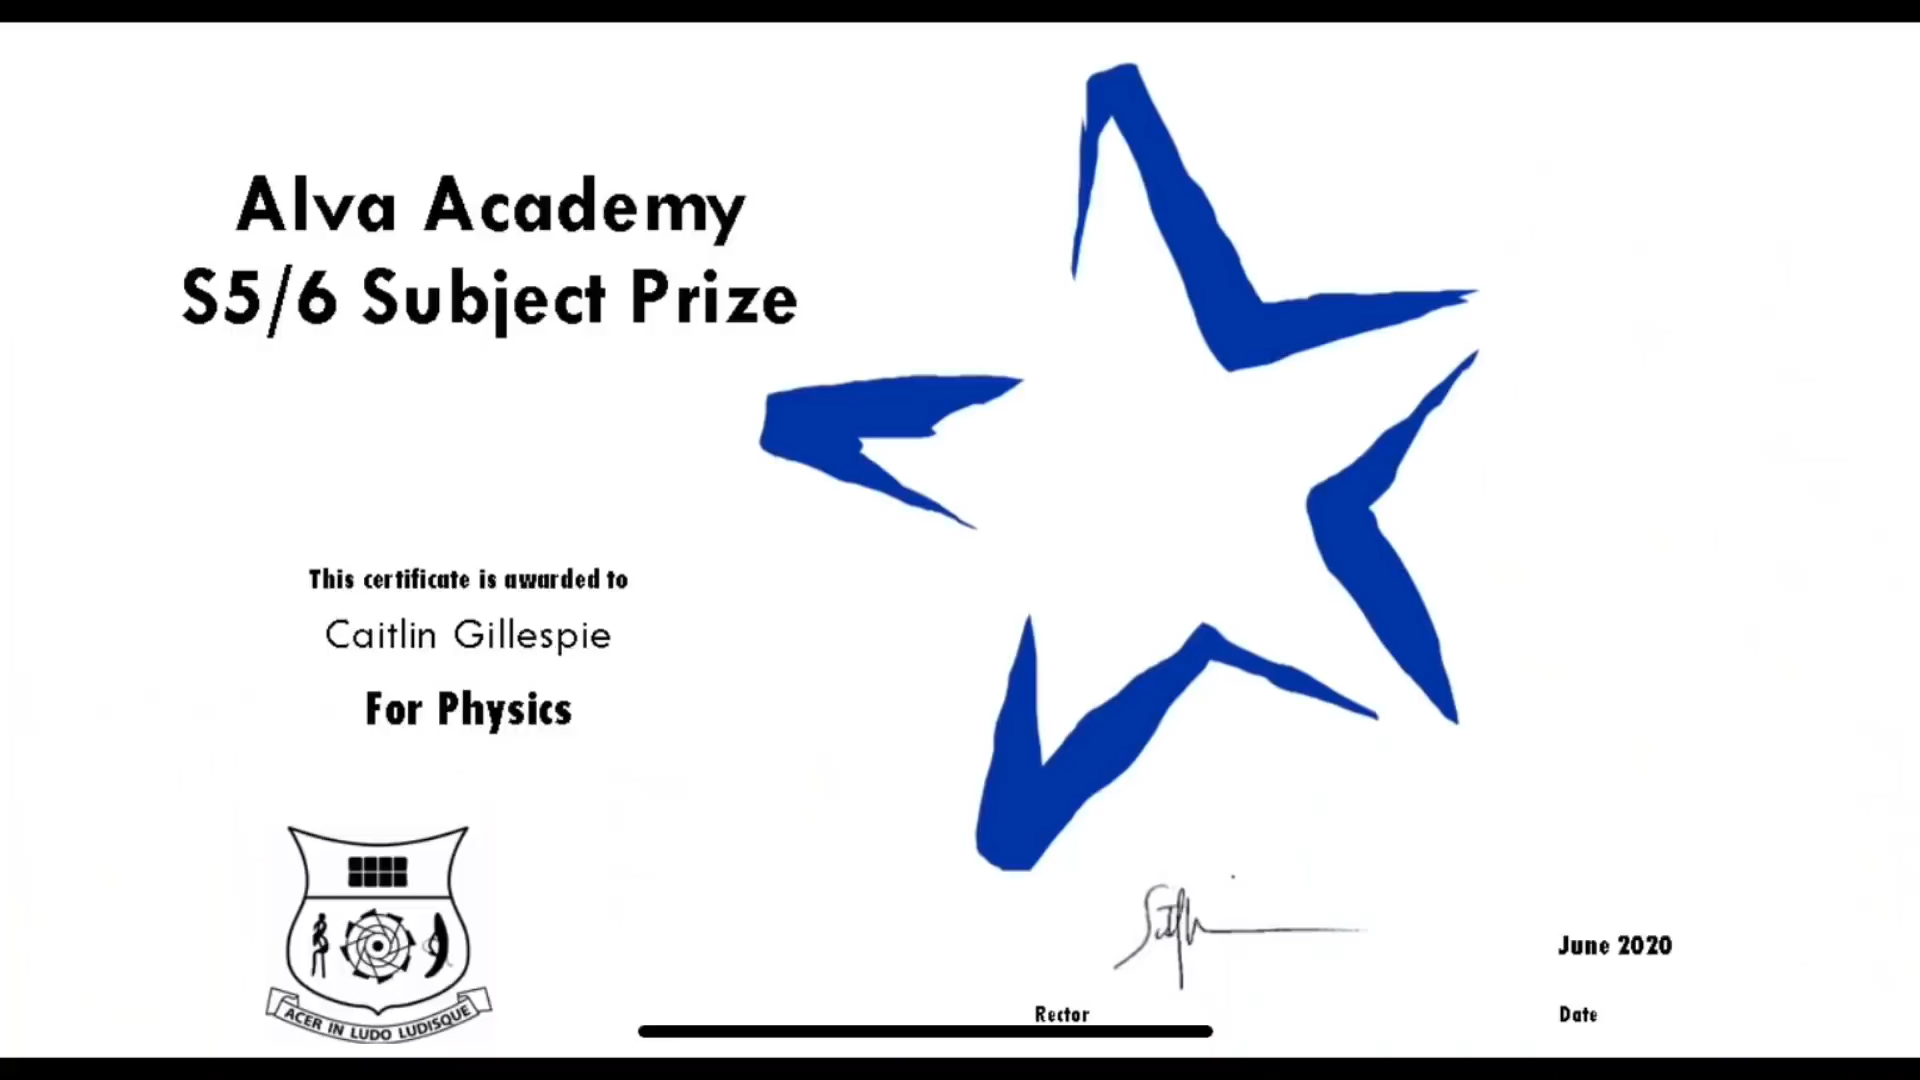 Alva Academy
S5/6 Subject Prize
This certificate is awarded to
Caitlin Gillespie
For Physics
ACER IN LUDO LUDISQUE
June 2020
Rector
Date